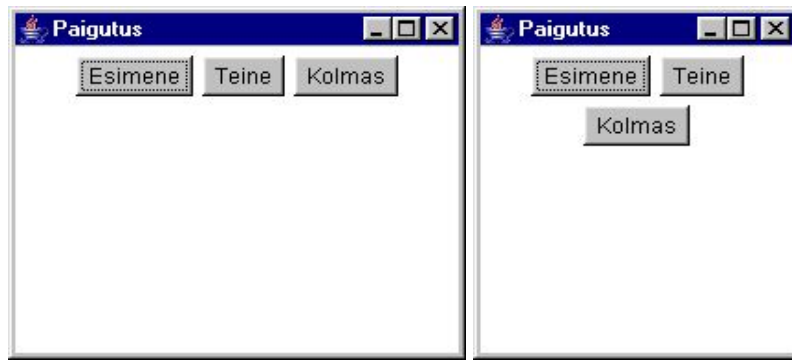 Paigutus
Esimene Teine Kolmas
Paigutus
Esimene Teine
Kolmas